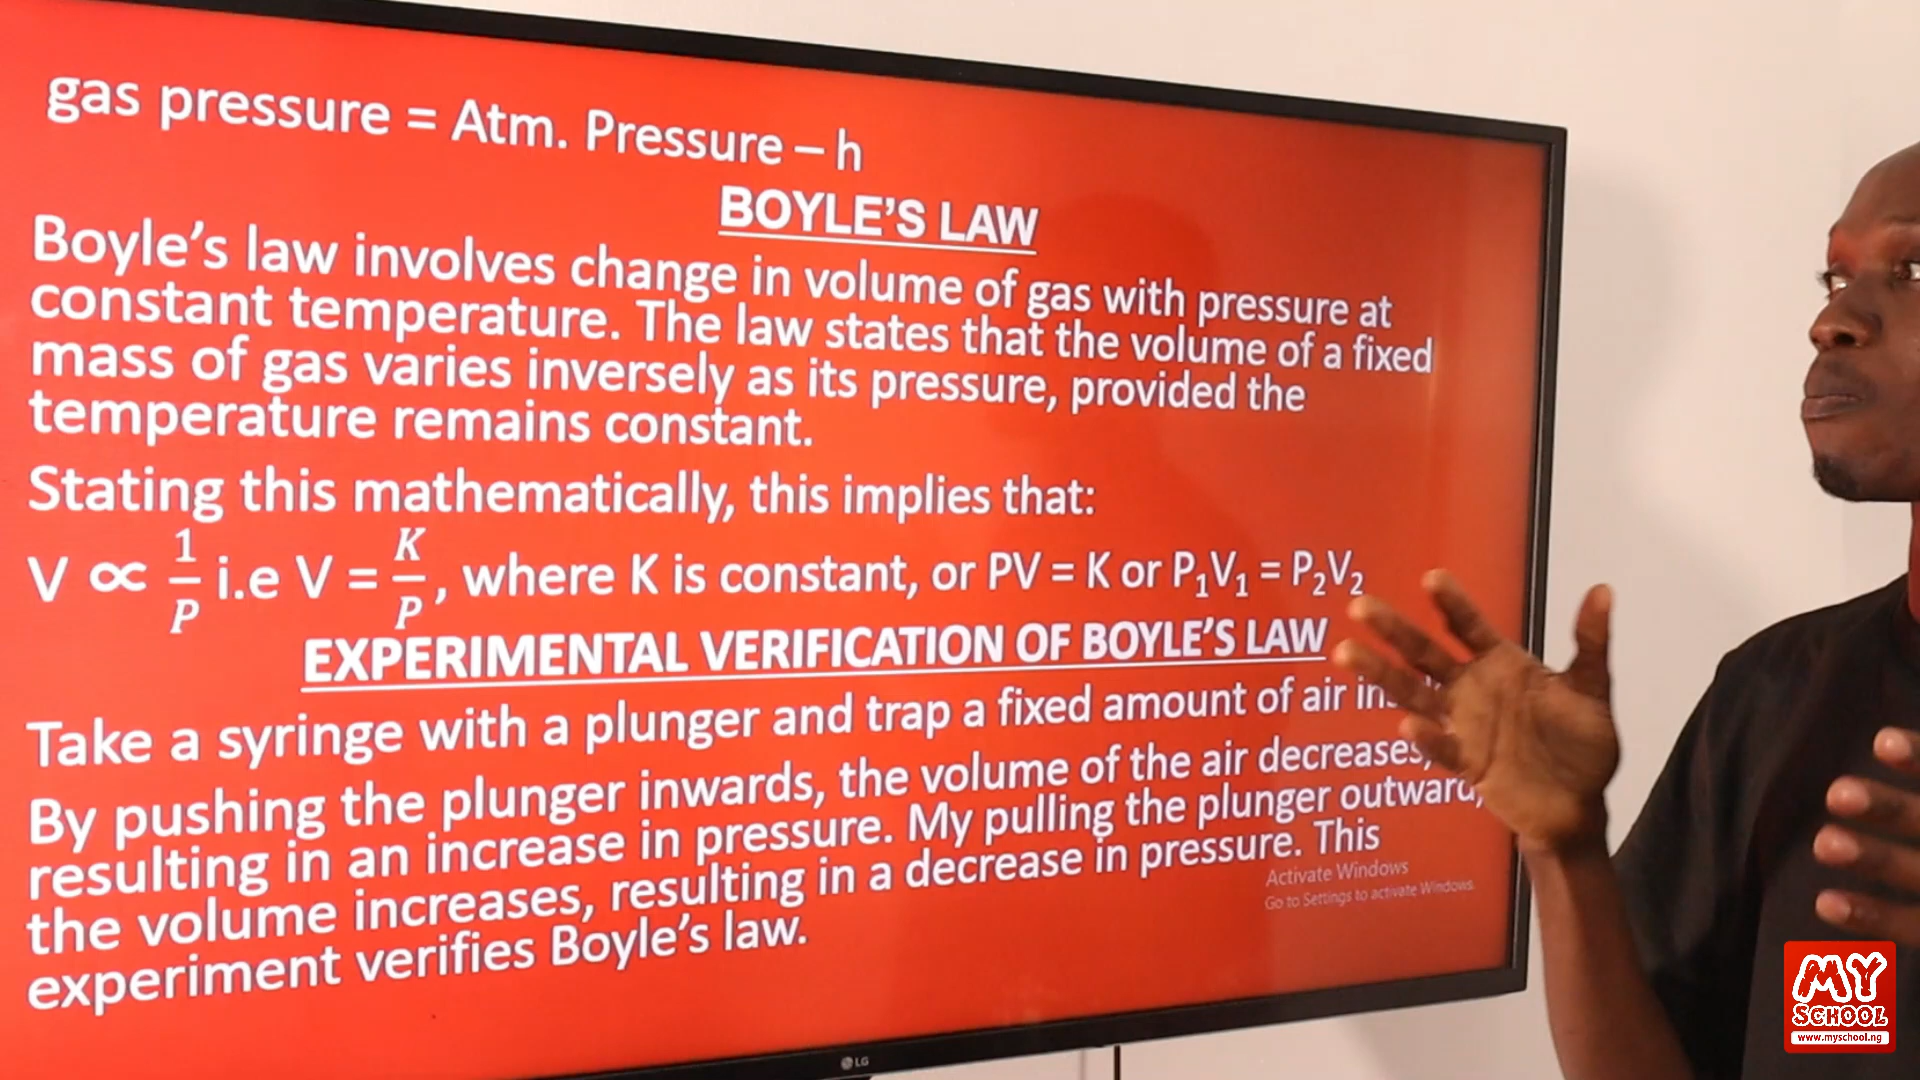 gas pressure = Atm. Pressure – h
BOYLE'S LAW
Boyle's law involves change in volume of gas with pressure at
constant temperature. The law states that the volume of a fixed
mass of gas varies inversely as its pressure, provided the
temperature remains constant.
Stating this mathematically, this implies that:
V ∝ 1/P i.e V = K/P, where K is constant, or PV = K or P₁V₁ = P₂V₂
EXPERIMENTAL VERIFICATION OF BOYLE'S LAW
Take a syringe with a plunger and trap a fixed amount of air
By pushing the plunger inwards, the volume of the air decreases,
resulting in an increase in pressure. My pulling the plunger outward,
the volume increases, resulting in a decrease in pressure. This
experiment verifies Boyle's law.
Activate Windows
Go to Settings to activate Windows.
LG
MY
SCHOOL
www.myschool.ng